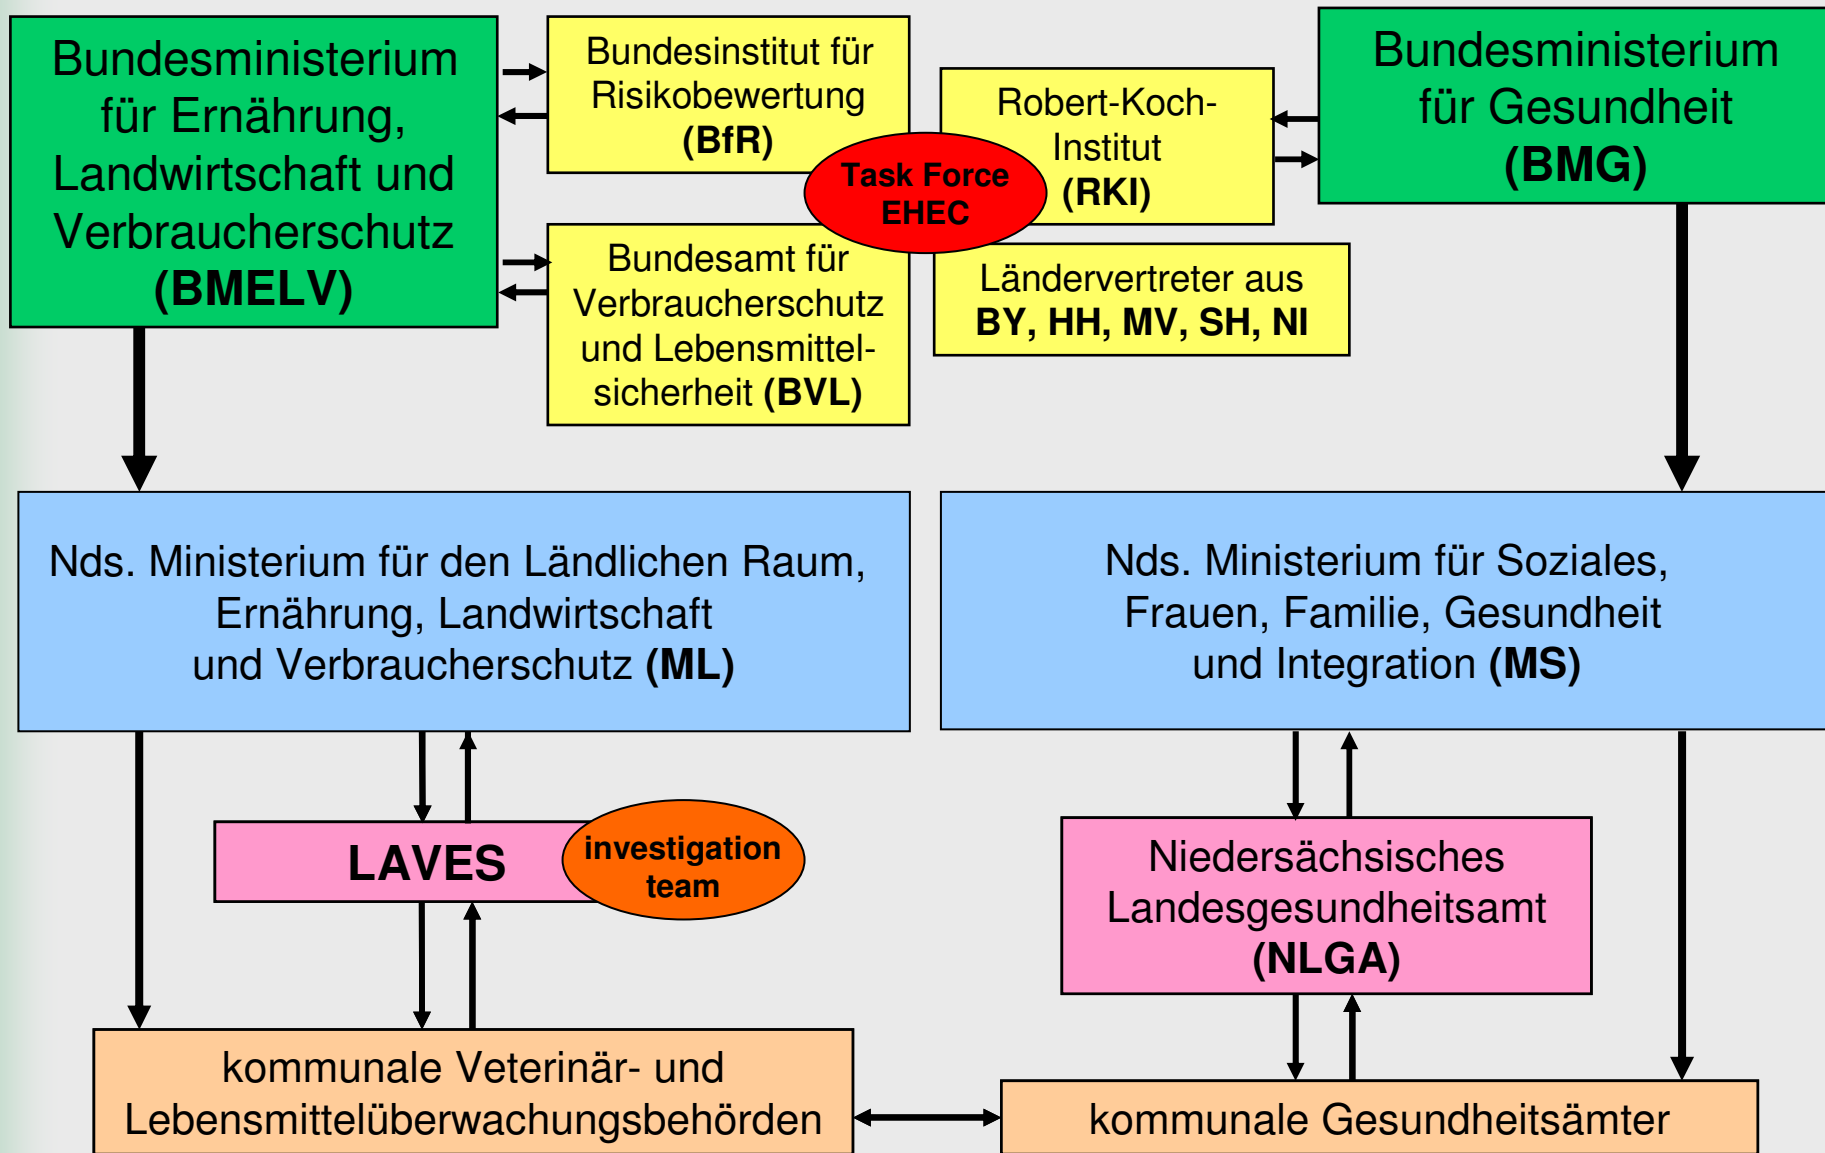 Bundesministerium
für Ernährung,
Landwirtschaft und
Verbraucherschutz
(BMELV)
Bundesinstitut für
Risikobewertung
(BfR)
Robert-Koch-
Institut
(RKI)
Bundesministerium
für Gesundheit
(BMG)
Task Force
EHEC
Bundesamt für
Verbraucherschutz
und Lebensmittel-
sicherheit (BVL)
Ländervertreter aus
BY, HH, MV, SH, NI
Nds. Ministerium für den Ländlichen Raum,
Ernährung, Landwirtschaft
und Verbraucherschutz (ML)
Nds. Ministerium für Soziales,
Frauen, Familie, Gesundheit
und Integration (MS)
LAVES
investigation
team
Niedersächsisches
Landesgesundheitsamt
(NLGA)
kommunale Veterinär- und
Lebensmittelüberwachungsbehörden
kommunale Gesundheitsämter